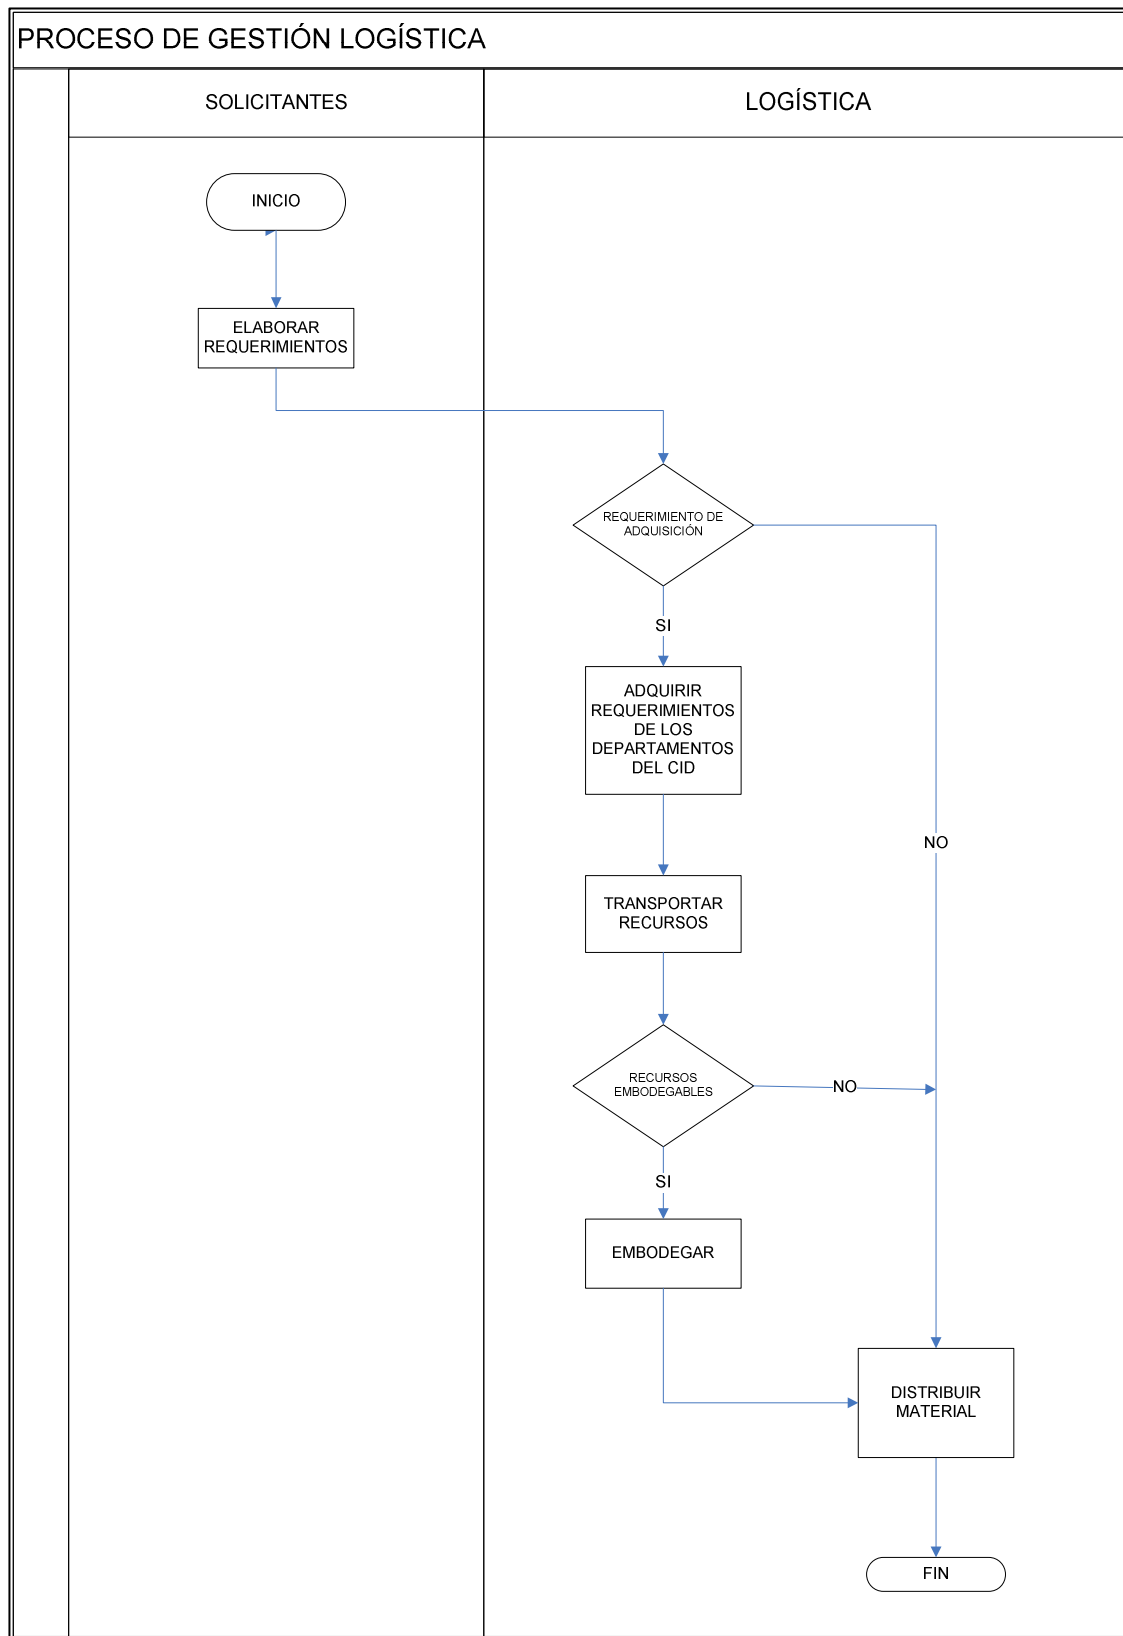 PROCESO DE GESTIÓN LOGÍSTICA
SOLICITANTES
LOGÍSTICA
INICIO
ELABORAR
REQUERIMIENTOS
REQUERIMIENTO DE
ADQUISICIÓN
SI
ADQUIRIR
REQUERIMIENTOS
DE LOS
DEPARTAMENTOS
DEL CID
NO
TRANSPORTAR
RECURSOS
RECURSOS
EMBODEGABLES
NO
SI
EMBODEGAR
DISTRIBUIR
MATERIAL
FIN